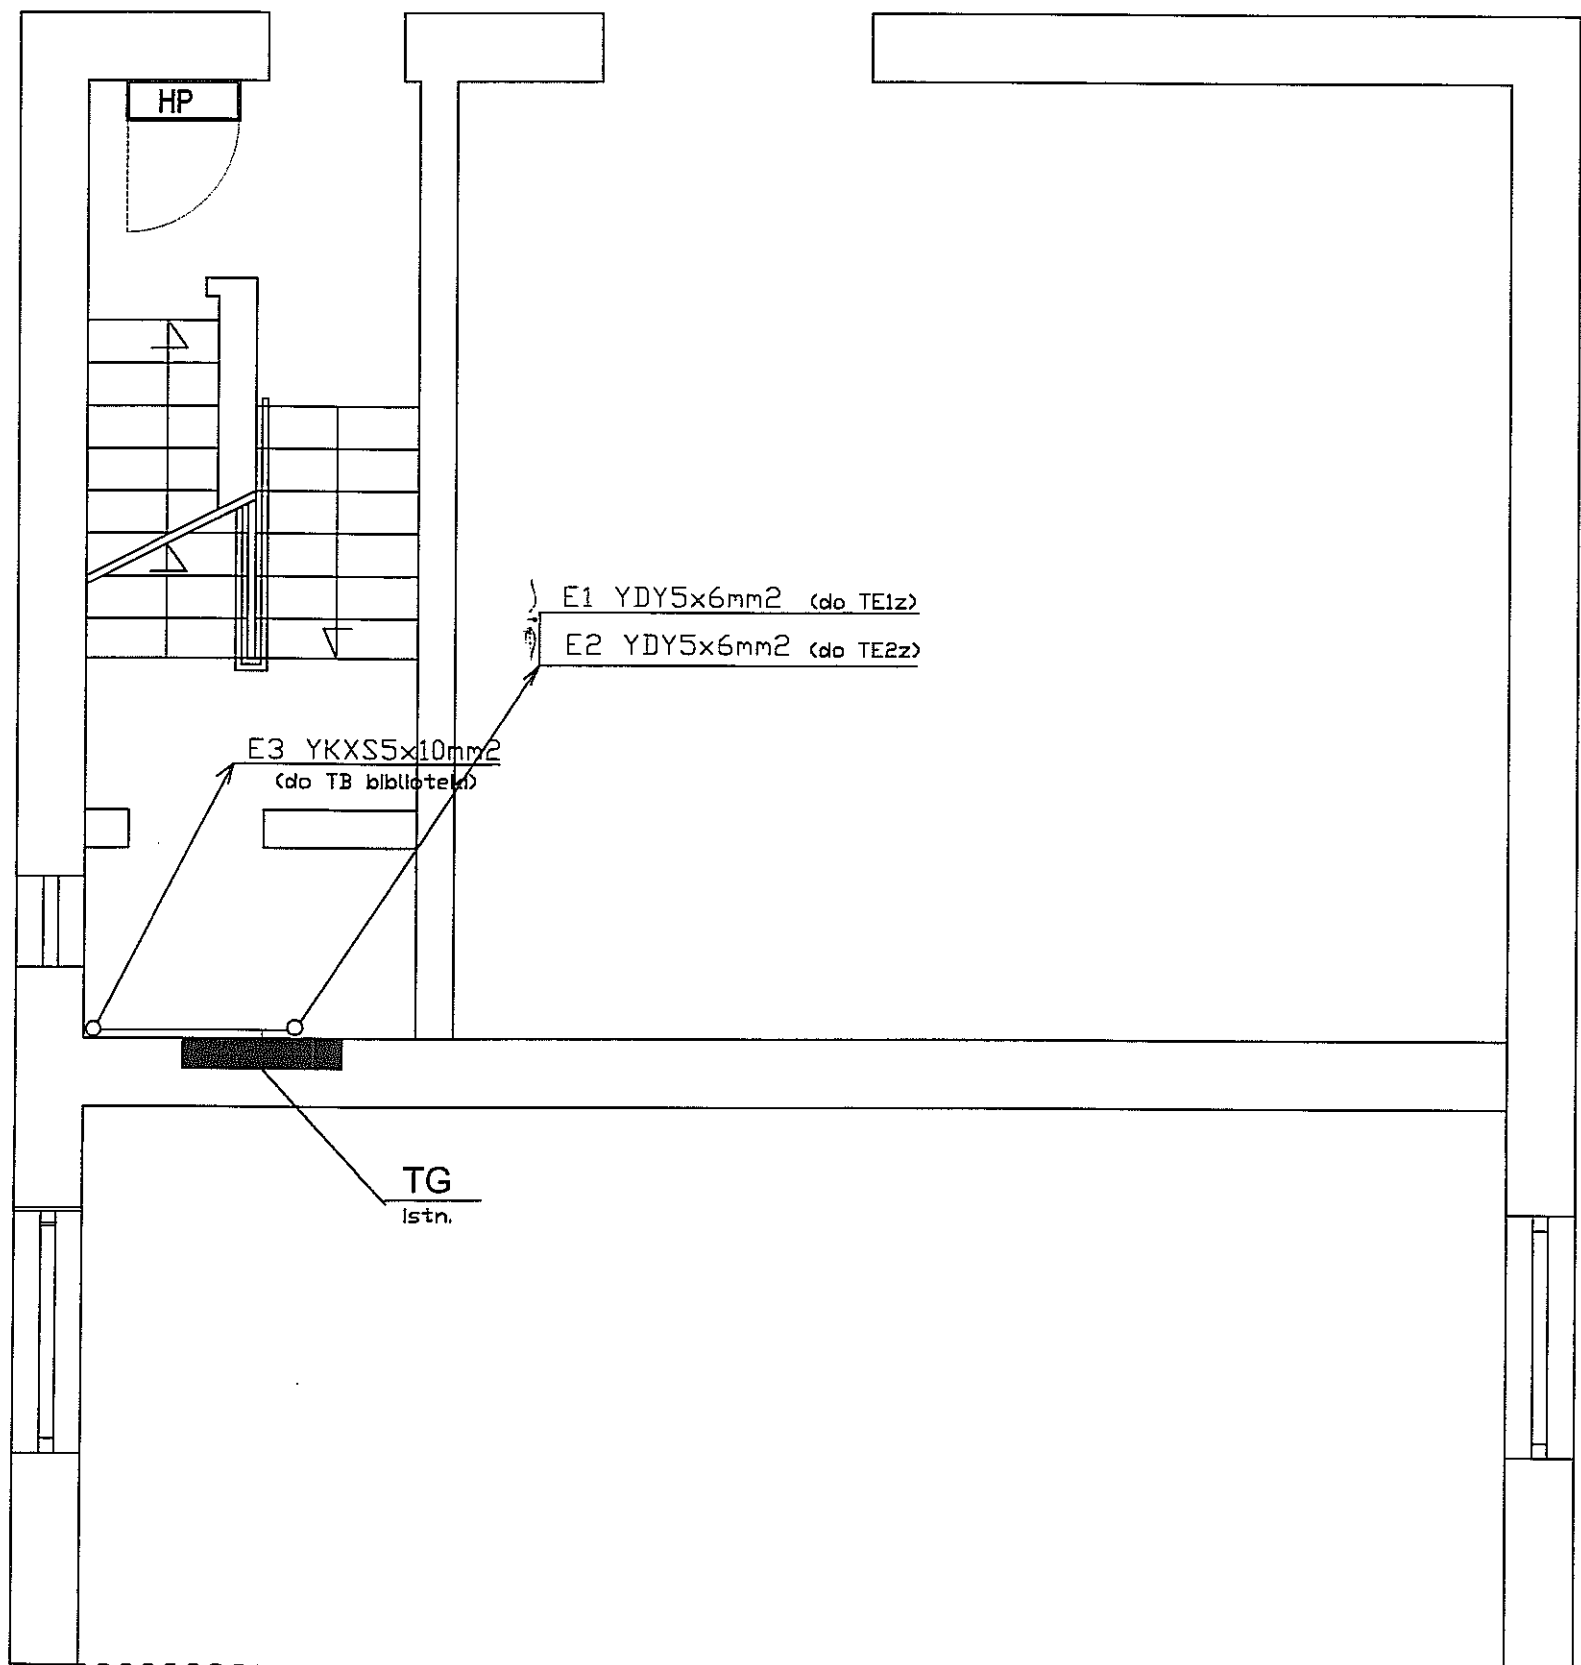 HP
E1 YDY5x6mm2 (do TE1z)
E2 YDY5x6mm2 (do TE2z)
E3 YKXS5x10mm2
(do TB biblioteki)
TG
istn.